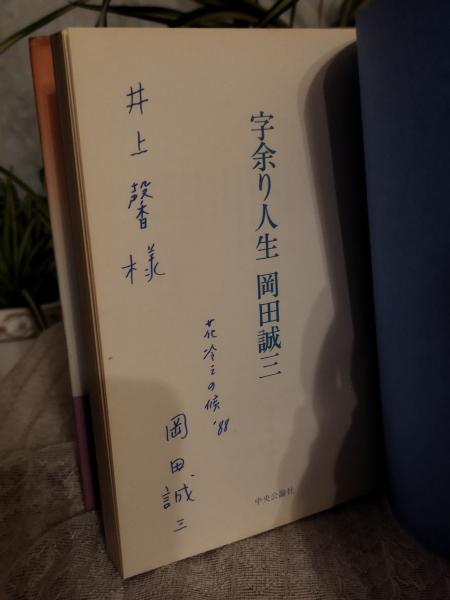 字余り人生 岡田誠三
井上馨様
花冷えの候 '88
岡田誠三
中央公論社